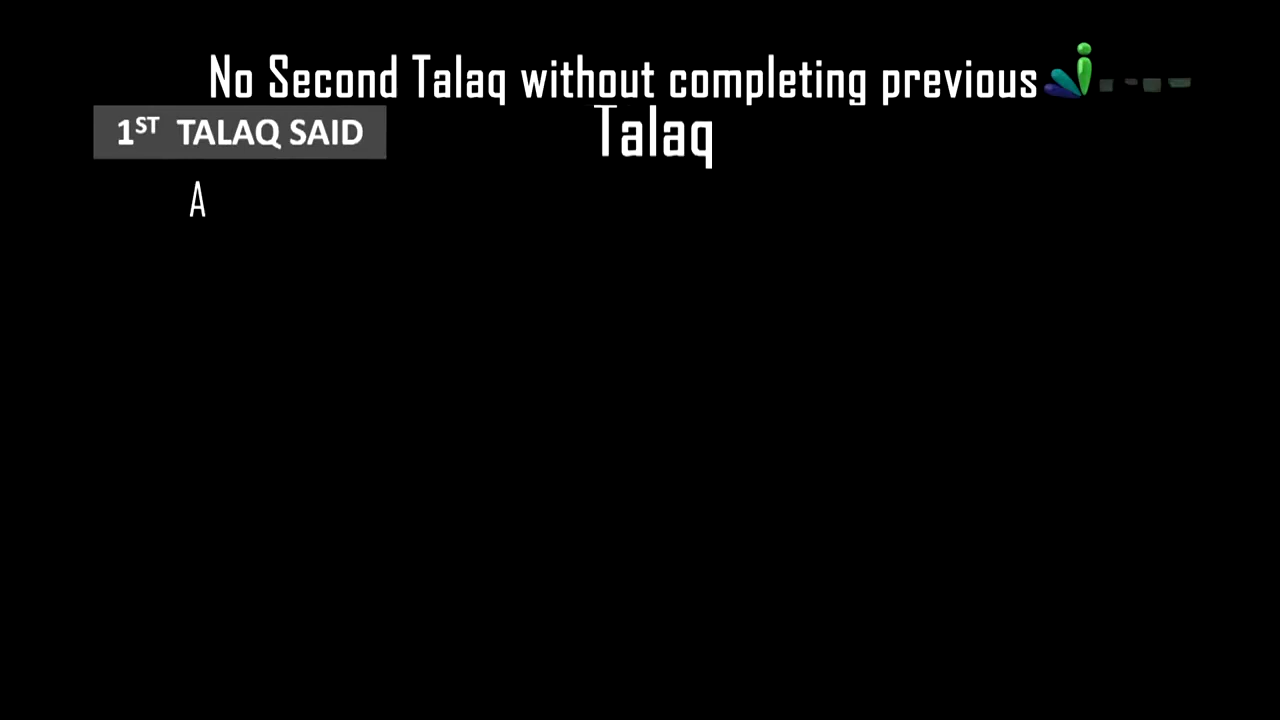 No Second Talaq without completing previous
Talaq
1ST TALAQ SAID
A